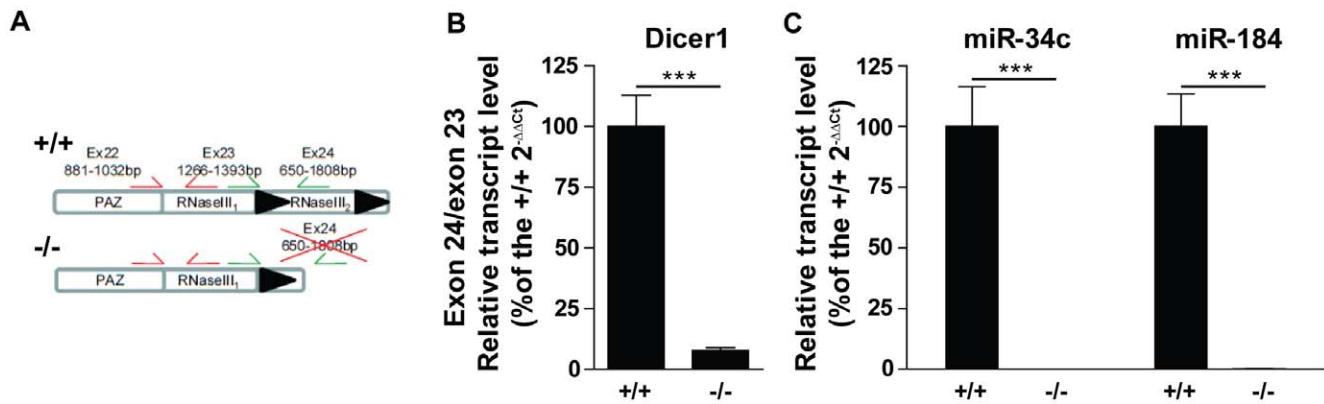 A
+/+
Ex22
881-1032bp
Ex23
1266-1393bp
Ex24
650-1808bp
PAZ
RNaseIII1
RNaseIII2
-/-
Ex24
650-1808bp
PAZ
RNaseIII1
B
Dicer1
Exon 24/exon 23
Relative transcript level
(%of the +/+ 2-ΔΔCt)
***
125
100
75
50
25
0
+/+
-/-
C
miR-34c
miR-184
Relative transcript level
(%of the +/+ 2-ΔΔCt)
***
***
125
100
75
50
25
0
+/+
-/-
+/+
-/-